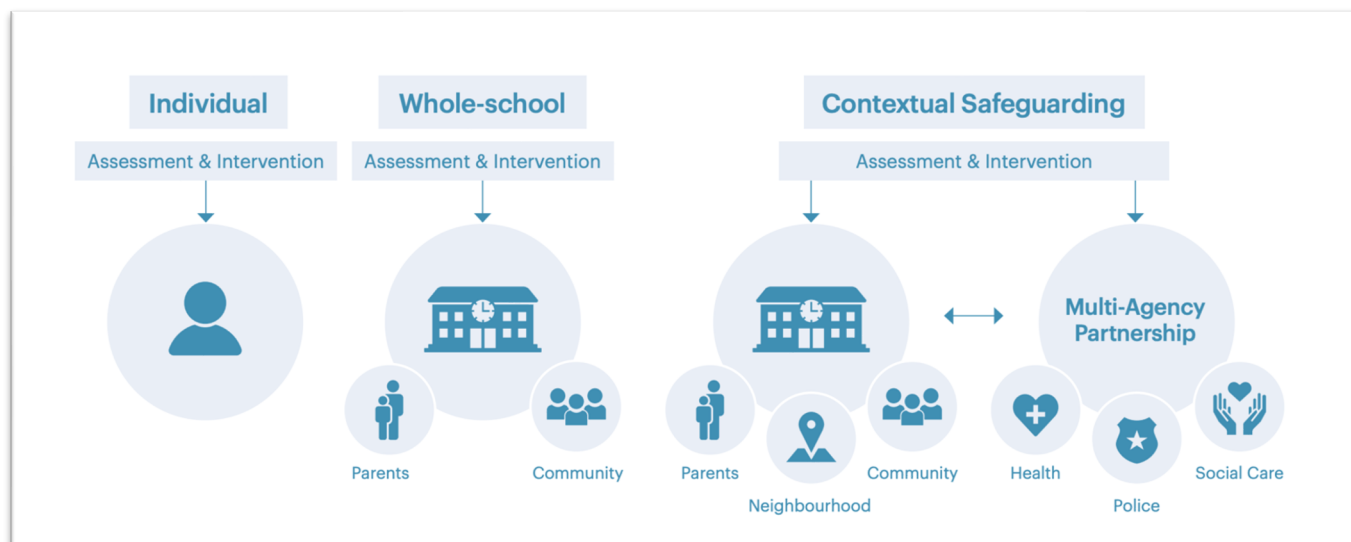 Individual
Assessment & Intervention
Whole-school
Assessment & Intervention
Parents
Community
Contextual Safeguarding
Assessment & Intervention
Parents
Neighbourhood
Community
Multi-Agency
Partnership
Health
Police
Social Care